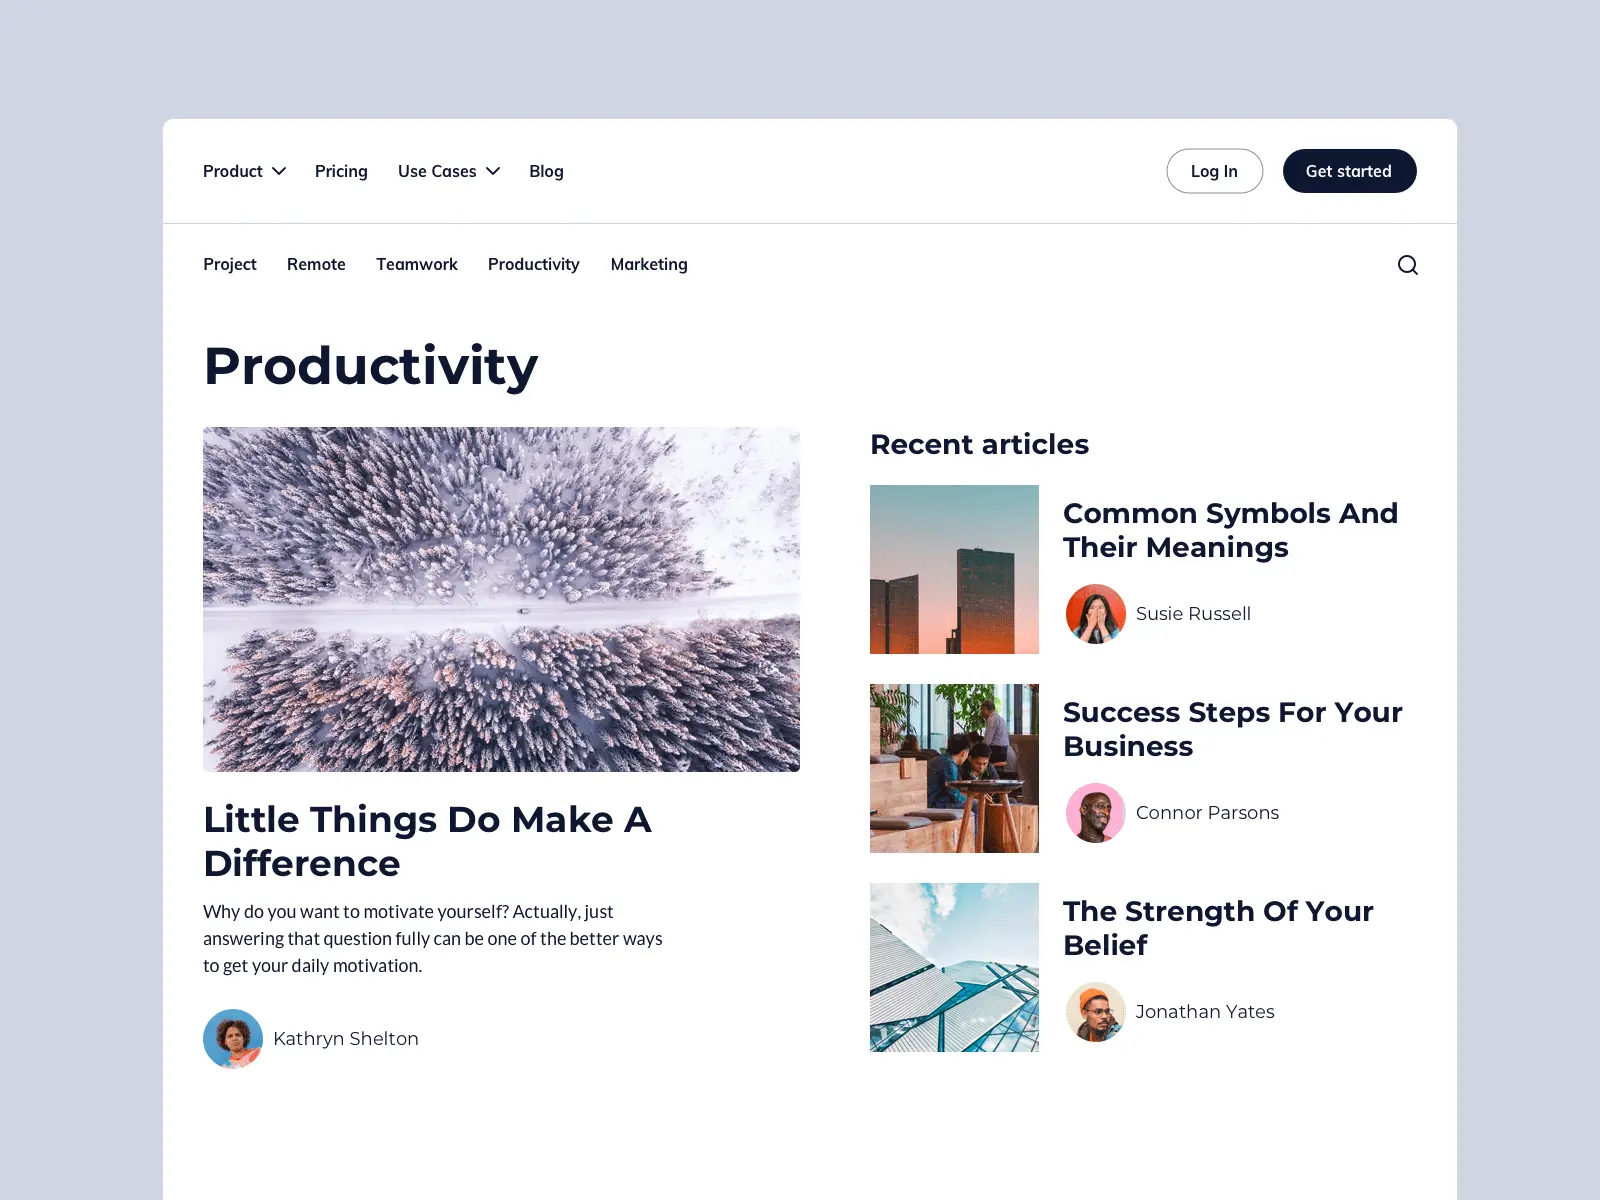 Product Pricing Use Cases Blog Log In Get started
Project Remote Teamwork Productivity Marketing
Productivity
Little Things Do Make A
Difference
Why do you want to motivate yourself? Actually, just
answering that question fully can be one of the better ways
to get your daily motivation.
Kathryn Shelton
Recent articles
Common Symbols And
Their Meanings
Susie Russell
Success Steps For Your
Business
Connor Parsons
The Strength Of Your
Belief
Jonathan Yates